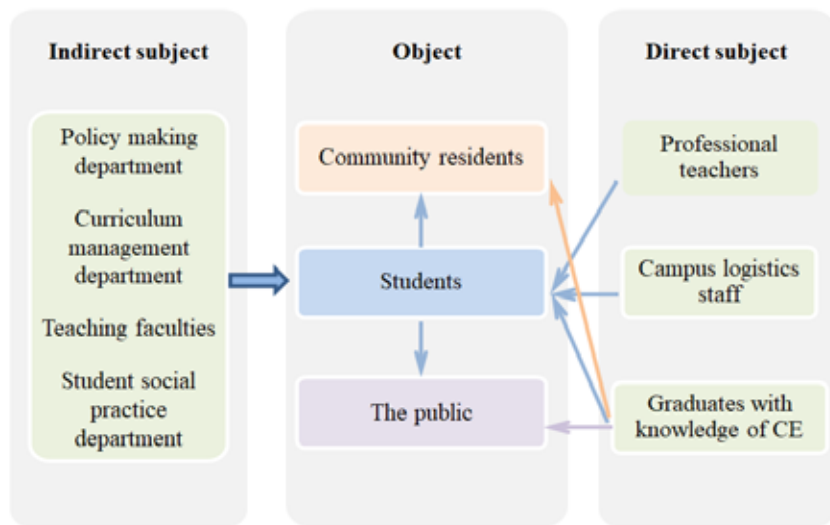 Indirect subject
Policy making
department
Curriculum
management
department
Teaching faculties
Student social
practice
department
Object
Community residents
Students
The public
Direct subject
Professional
teachers
Campus logistics
staff
Graduates with
knowledge of CE